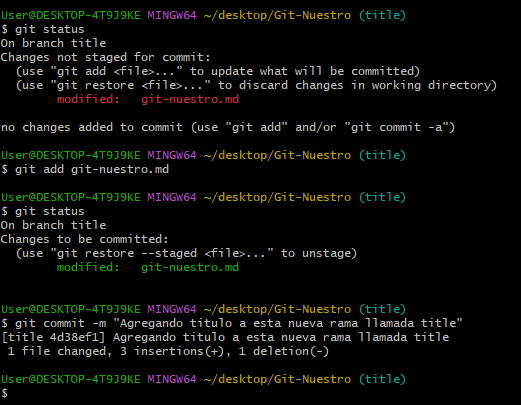 User@DESKTOP-4T9J9KE MINGW64 ~/desktop/Git-Nuestro (title)
$ git status
On branch title
Changes not staged for commit:
  (use "git add <file>..." to update what will be committed)
  (use "git restore <file>..." to discard changes in working directory)
        modified:   git-nuestro.md

no changes added to commit (use "git add" and/or "git commit -a")

User@DESKTOP-4T9J9KE MINGW64 ~/desktop/Git-Nuestro (title)
$ git add git-nuestro.md

User@DESKTOP-4T9J9KE MINGW64 ~/desktop/Git-Nuestro (title)
$ git status
On branch title
Changes to be committed:
  (use "git restore --staged <file>..." to unstage)
        modified:   git-nuestro.md


User@DESKTOP-4T9J9KE MINGW64 ~/desktop/Git-Nuestro (title)
$ git commit -m "Agregando titulo a esta nueva rama llamada title"
[title 4d38ef1] Agregando titulo a esta nueva rama llamada title
 1 file changed, 3 insertions(+), 1 deletion(-)

User@DESKTOP-4T9J9KE MINGW64 ~/desktop/Git-Nuestro (title)
$